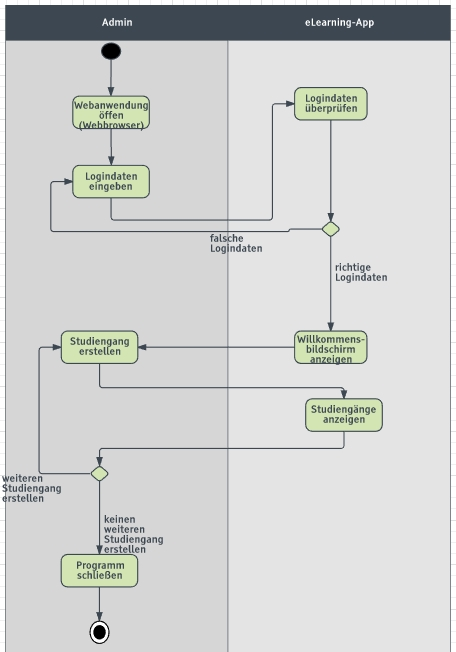 Admin
eLearning-App
Webanwendung
öffen
(Webbrowser)
Logindaten
überprüfen
Logindaten
eingeben
falsche
Logindaten
richtige
Logindaten
Studiengang
erstellen
Willkommens-
bildschirm
anzeigen
Studiengänge
anzeigen
weiteren
Studiengang
erstellen
keinen
weiteren
Studiengang
erstellen
Programm
schließen